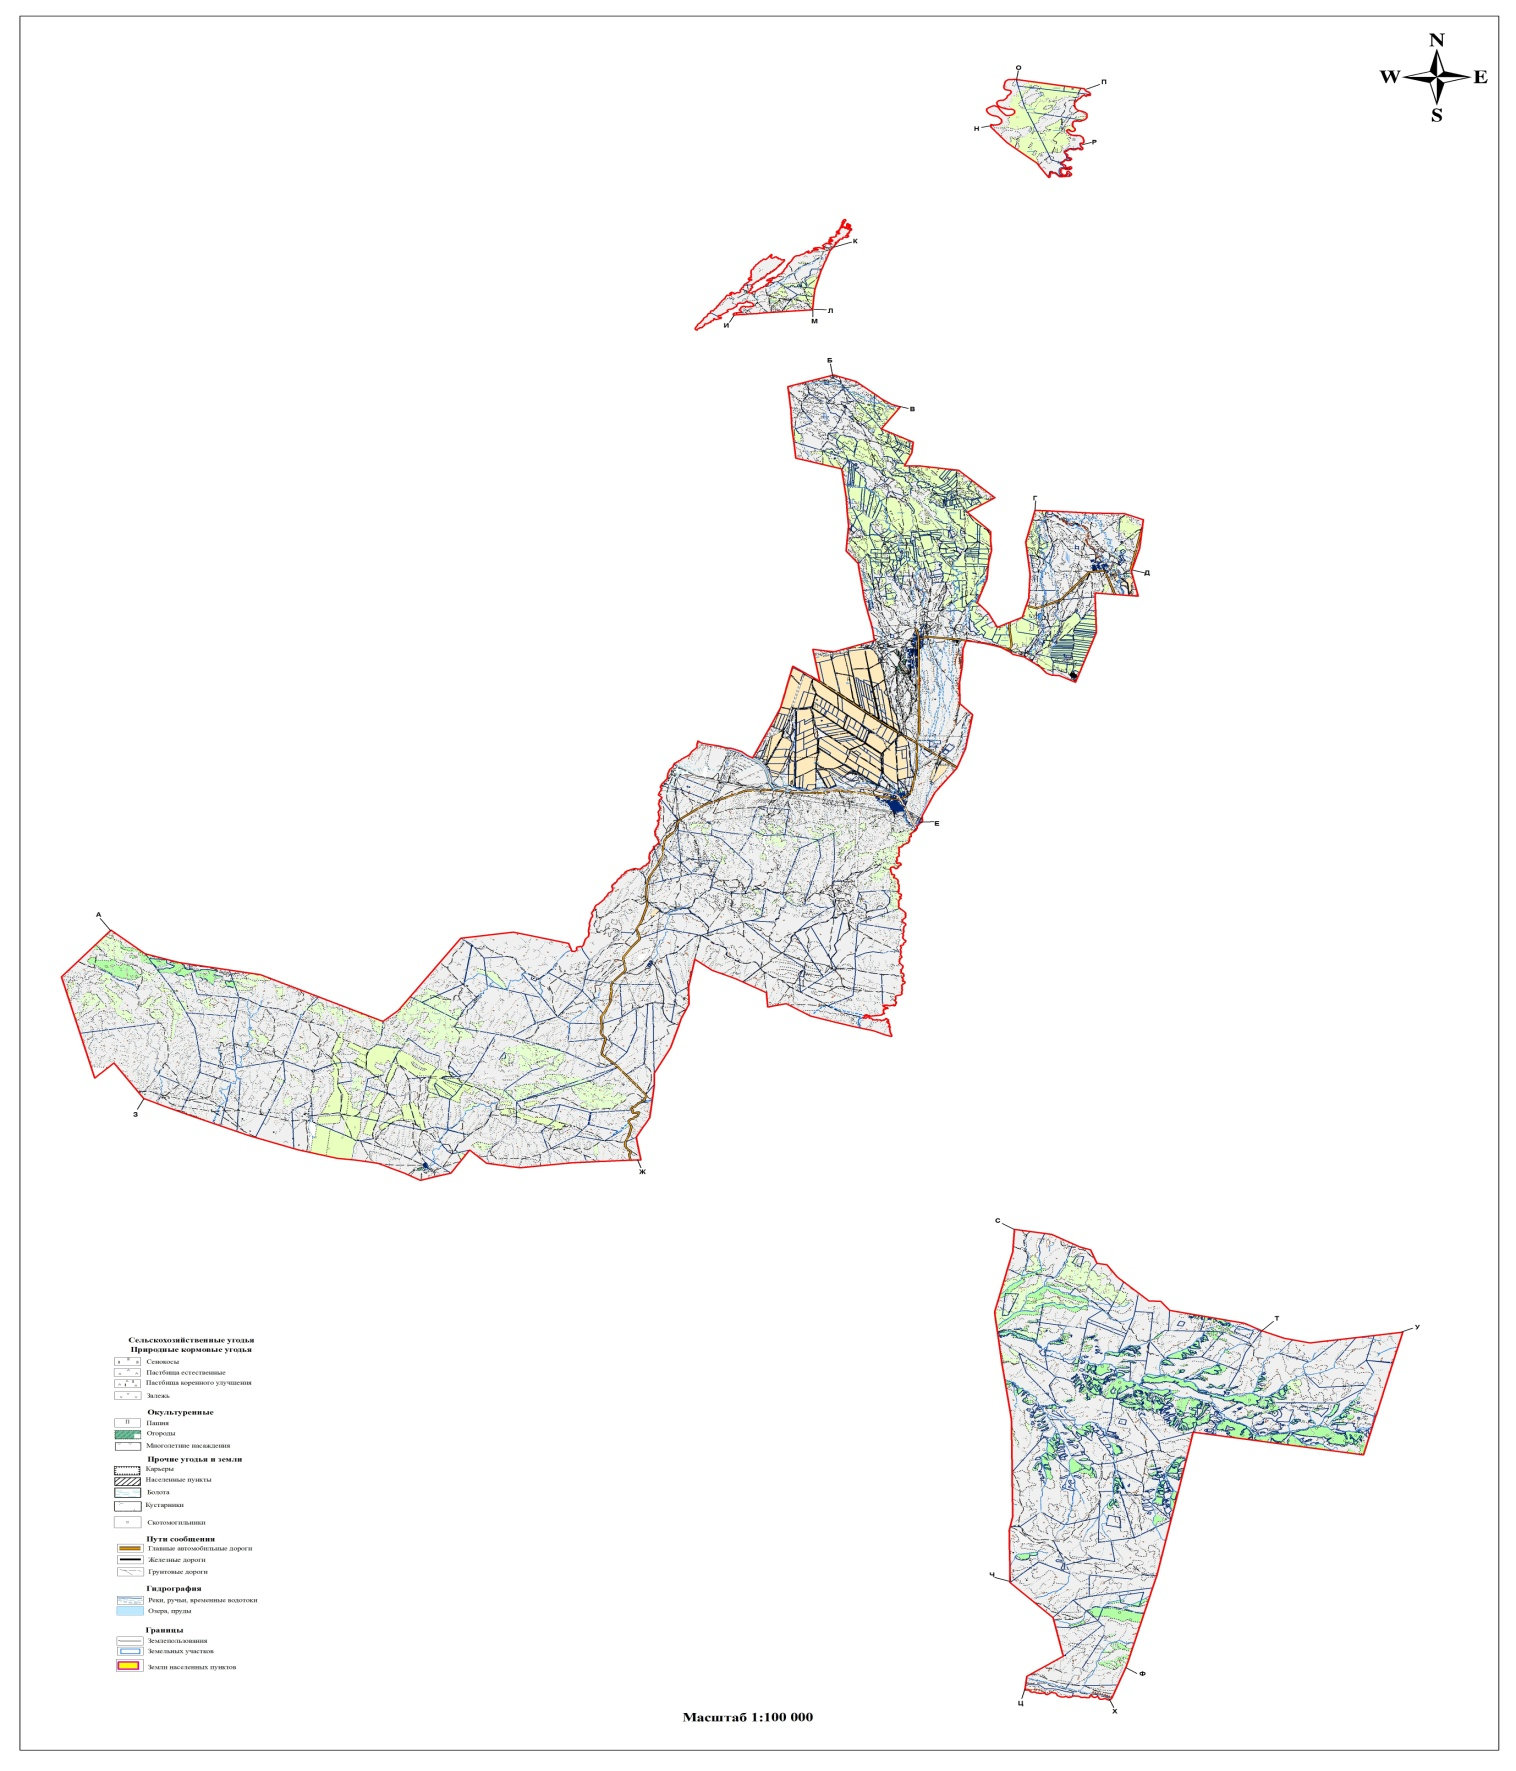 N
W E
S
О
П
Н
Р
К
И
Л
М
Б
В
Г
Д
Е
А
З
Ж
С
Т
У
Ч
Ф
Ц
Х
Сельскохозяйственные угодья
Природные кормовые угодья
Сенокосы
Пастбища естественные
Пастбища коренного улучшения
Залежь
Окультуренные
Пашня
Огороды
Многолетние насаждения
Прочие угодья и земли
Карьеры
Населенные пункты
Болота
Кустарники
Скотомогильники
Пути сообщения
Главные автомобильные дороги
Железные дороги
Грунтовые дороги
Гидрография
Реки, ручьи, временные водотоки
Озера, пруды
Границы
Землепользования
Земельных участков
Земли населенных пунктов
Масштаб 1:100 000